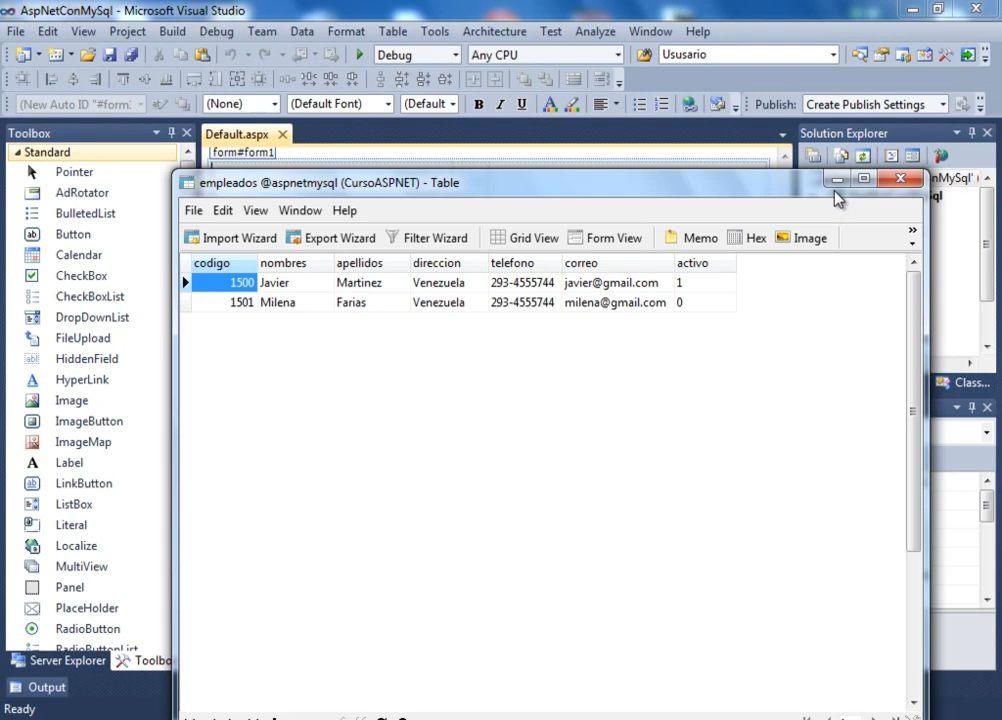 AspNetConMySql - Microsoft Visual Studio
File Edit View Project Build Debug Team Data Format Table Tools Architecture Test Analyze Window Help
Debug Any CPU Ususario
(New Auto ID "#form: (None) (Default Font) (Default B I U A Publish: Create Publish Settings
Toolbox
Default.aspx
Solution Explorer
Standard
form#form1
Pointer
AdRotator
BulletedList
Button
Calendar
CheckBox
CheckBoxList
DropDownList
FileUpload
HiddenField
HyperLink
Image
ImageButton
ImageMap
Label
LinkButton
ListBox
Literal
Localize
MultiView
Panel
PlaceHolder
RadioButton
RadioButtonList
Server Explorer Toolbo
Output
Ready
empleados @aspnetmysql (CursoASPNET) - Table
File Edit View Window Help
Import Wizard Export Wizard Filter Wizard Grid View Form View Memo Hex Image
codigo nombres apellidos direccion telefono correo activo
1500 Javier Martinez Venezuela 293-4555744 javier@gmail.com 1
1501 Milena Farias Venezuela 293-4555744 milena@gmail.com 0
onMySql' (
ql
Class...